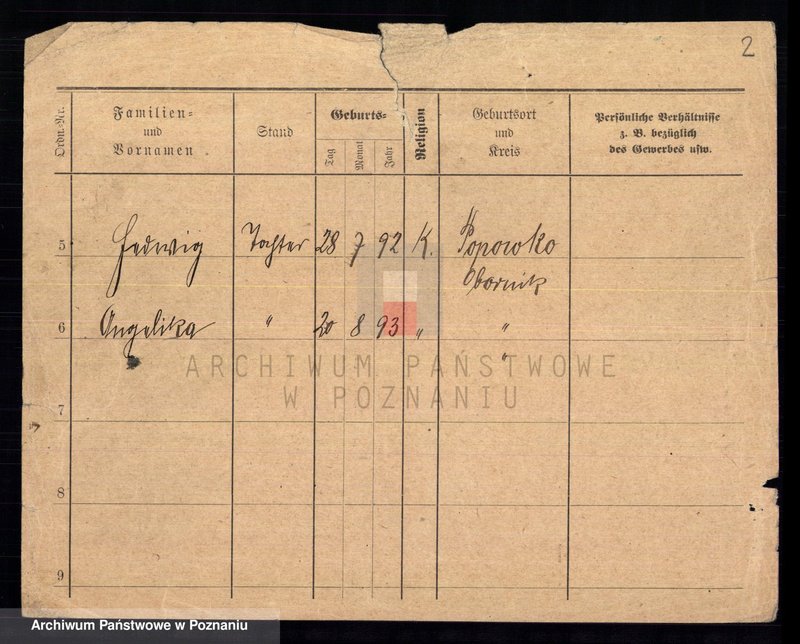 2
Ordn.-Nr.
Familien-
und
Vornamen
Stand
Geburts-
Tag
Monat
Jahr
Religion
Geburtsort
und
Kreis
Persönliche Verhältnisse
z. B. bezüglich
des Gewerbes usw.
5 Hedwig Tochter 28 7 92 K. Popowko
Obornik
6 Angelika " 20 8 93 " "
"
ARCHIWUM PAŃSTWOWE
W POZNANIU
7
8
9
Archiwum Państwowe w Poznaniu